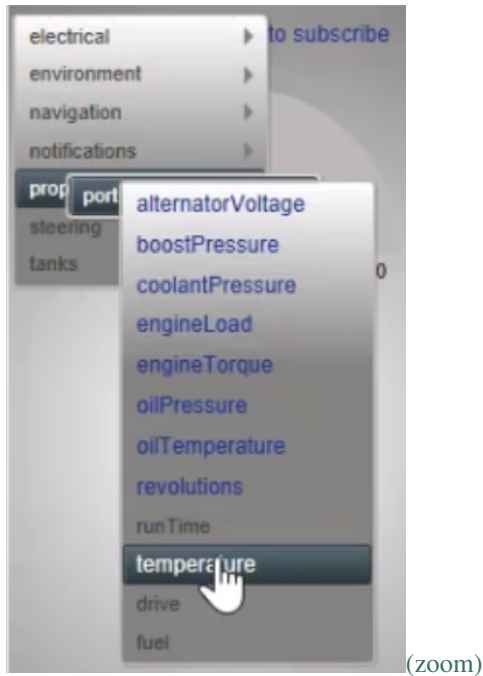 electrical
to subscribe
environment
navigation
notifications
prop
port
steering
tanks
0
alternatorVoltage
boostPressure
coolantPressure
engineLoad
engineTorque
oilPressure
oilTemperature
revolutions
runTime
temperature
drive
fuel
(zoom)